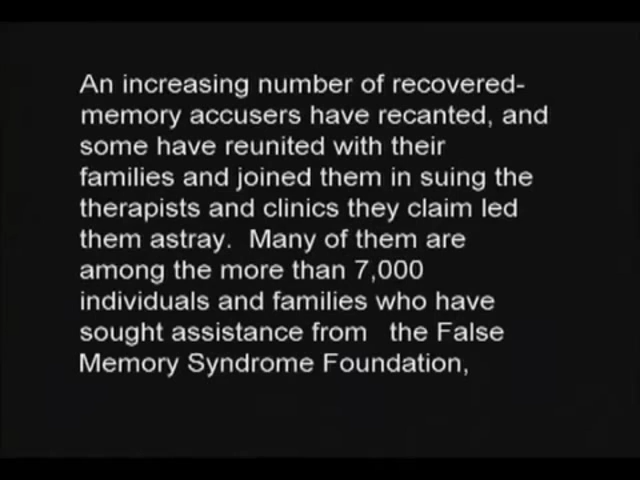 An increasing number of recovered-
memory accusers have recanted, and
some have reunited with their
families and joined them in suing the
therapists and clinics they claim led
them astray.  Many of them are
among the more than 7,000
individuals and families who have
sought assistance from   the False
Memory Syndrome Foundation,